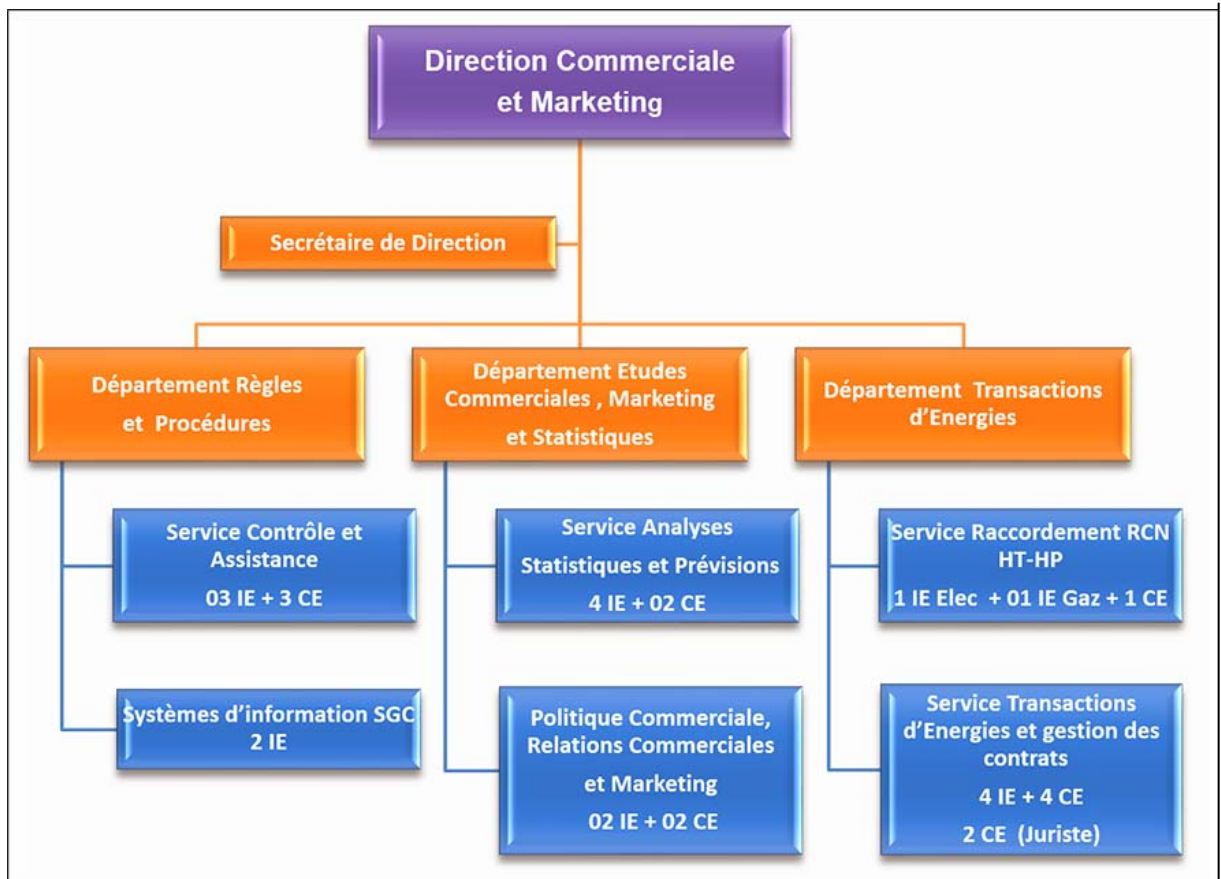 Direction Commerciale
et Marketing
Secrétaire de Direction
Département Règles
et Procédures
Département Etudes
Commerciales , Marketing
et Statistiques
Département Transactions
d’Energies
Service Contrôle et
Assistance
03 IE + 3 CE
Service Analyses
Statistiques et Prévisions
4 IE + 02 CE
Service Raccordement RCN
HT-HP
1 IE Elec + 01 IE Gaz + 1 CE
Systèmes d’information SGC
2 IE
Politique Commerciale,
Relations Commerciales
et Marketing
02 IE + 02 CE
Service Transactions
d’Energies et gestion des
contrats
4 IE + 4 CE
2 CE (Juriste)